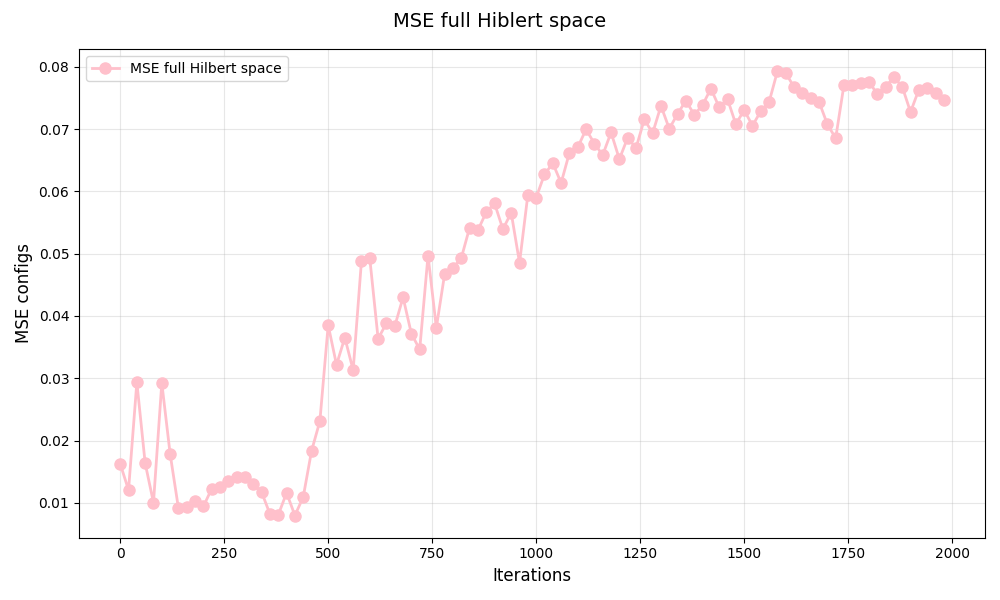 MSE full Hiblert space
MSE full Hilbert space
MSE configs
0.08
0.07
0.06
0.05
0.04
0.03
0.02
0.01
0 250 500 750 1000 1250 1500 1750 2000
Iterations